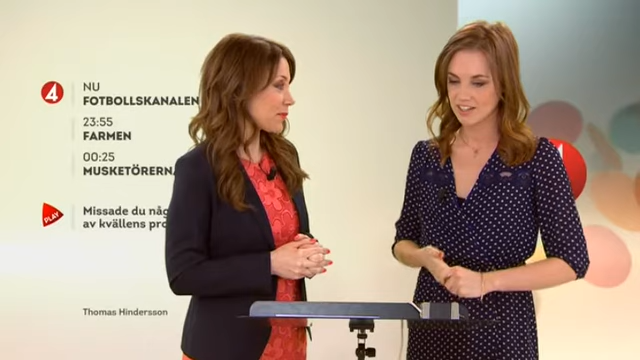 4
NU
FOTBOLLSKANALEN
23:55
FARMEN
00:25
MUSKETÖRERNA
PLAY
Missade du någ
av kvällens pro
Thomas Hindersson